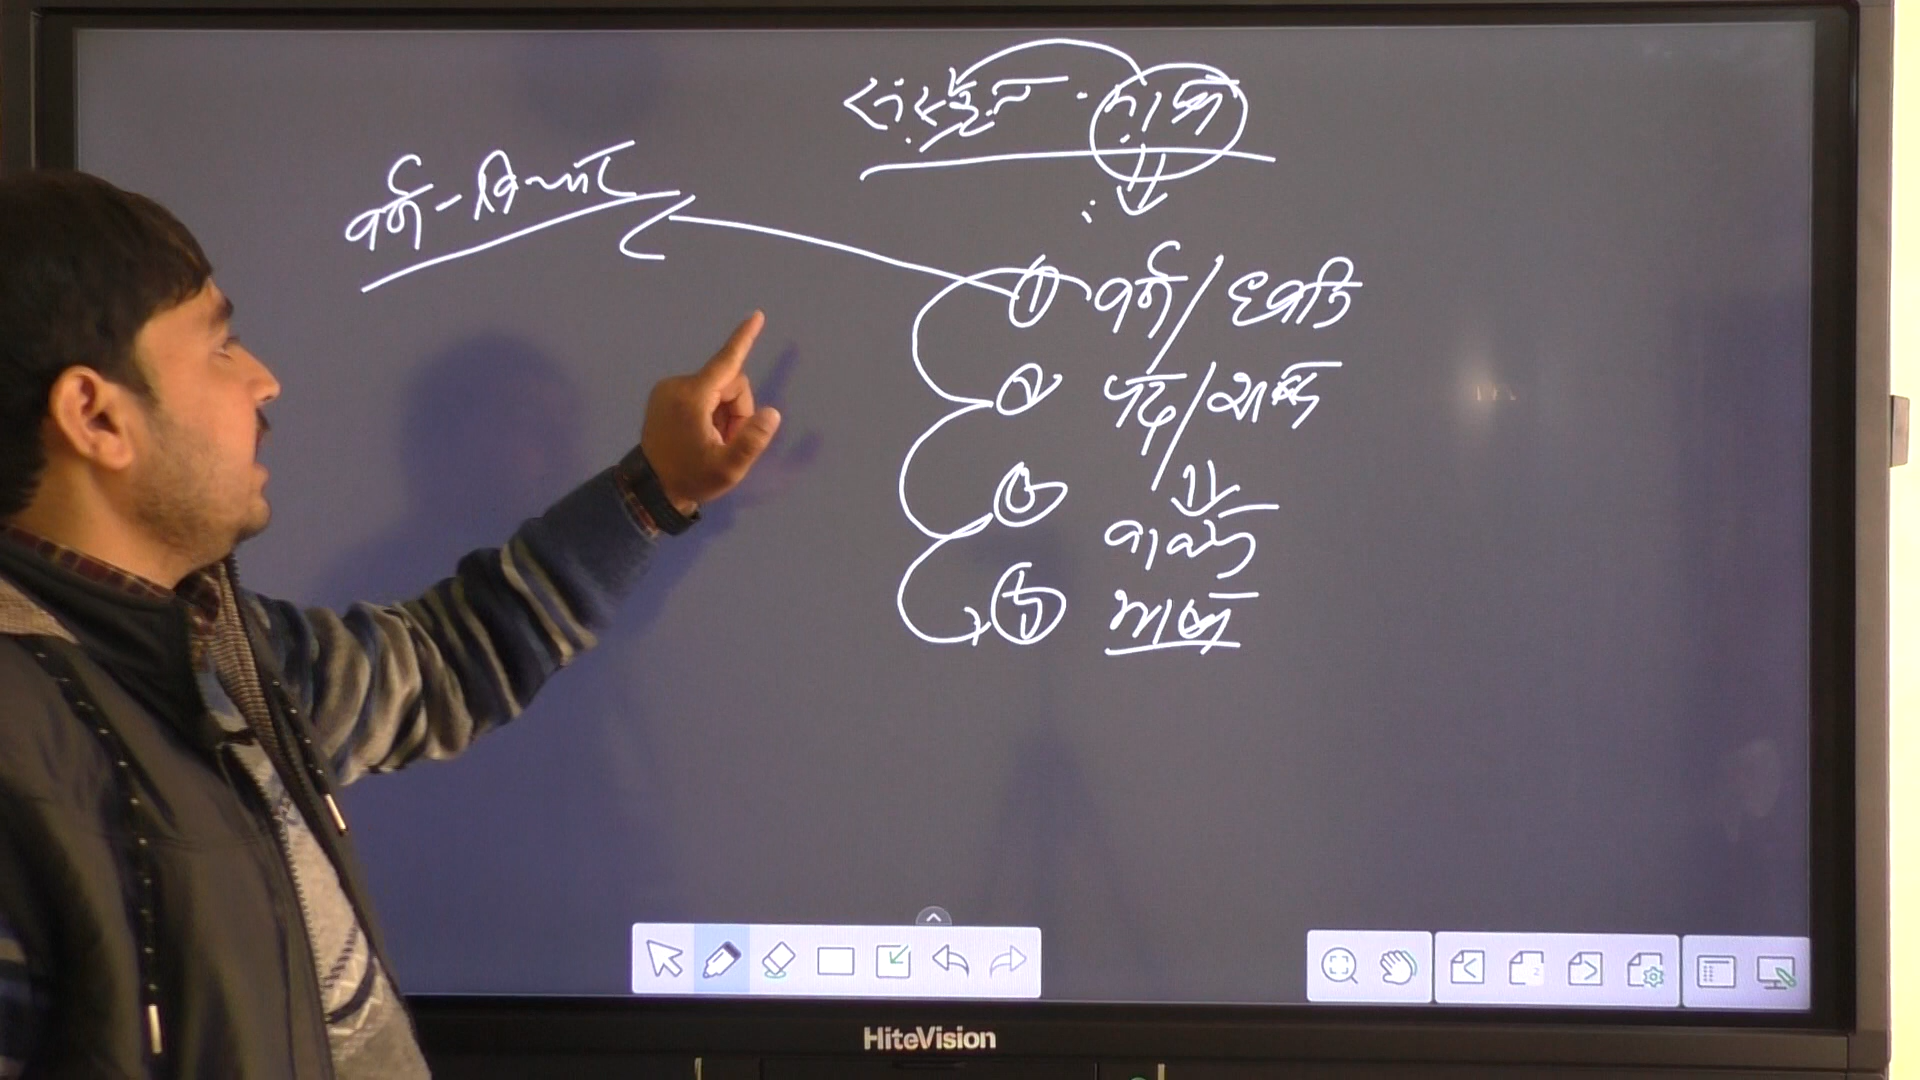 संस्कृत - भाषा
वर्ण - विचार
① वर्ण / ध्वनि
② पद / शब्द
③ वाक्य
④ भाषा
HiteVision